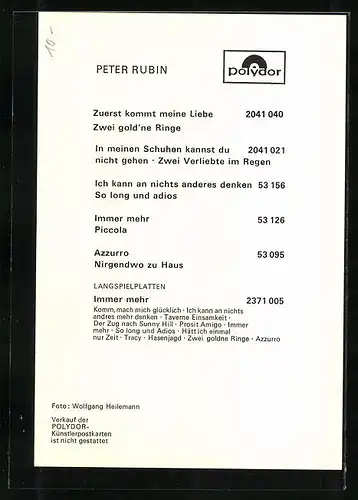 10-
PETER RUBIN
polydor
Zuerst kommt meine Liebe 2041 040
Zwei gold'ne Ringe
In meinen Schuhen kannst du 2041 021
nicht gehen · Zwei Verliebte im Regen
Ich kann an nichts anderes denken 53 156
So long und adios
Immer mehr 53 126
Piccola
Azzurro 53 095
Nirgendwo zu Haus
LANGSPIELPLATTEN
Immer mehr 2371 005
Komm, mach mich glücklich · Ich kann an nichts
andres mehr denken · Taverne Einsamkeit ·
Der Zug nach Sunny Hill · Prosit Amigo · Immer
mehr · So long und Adios · Hätt ich einmal
nur Zeit · Tracy · Hasenjagd · Zwei goldne Ringe · Azzurro
Foto: Wolfgang Heilemann
Verkauf der
POLYDOR-
Künstlerpostkarten
ist nicht gestattet